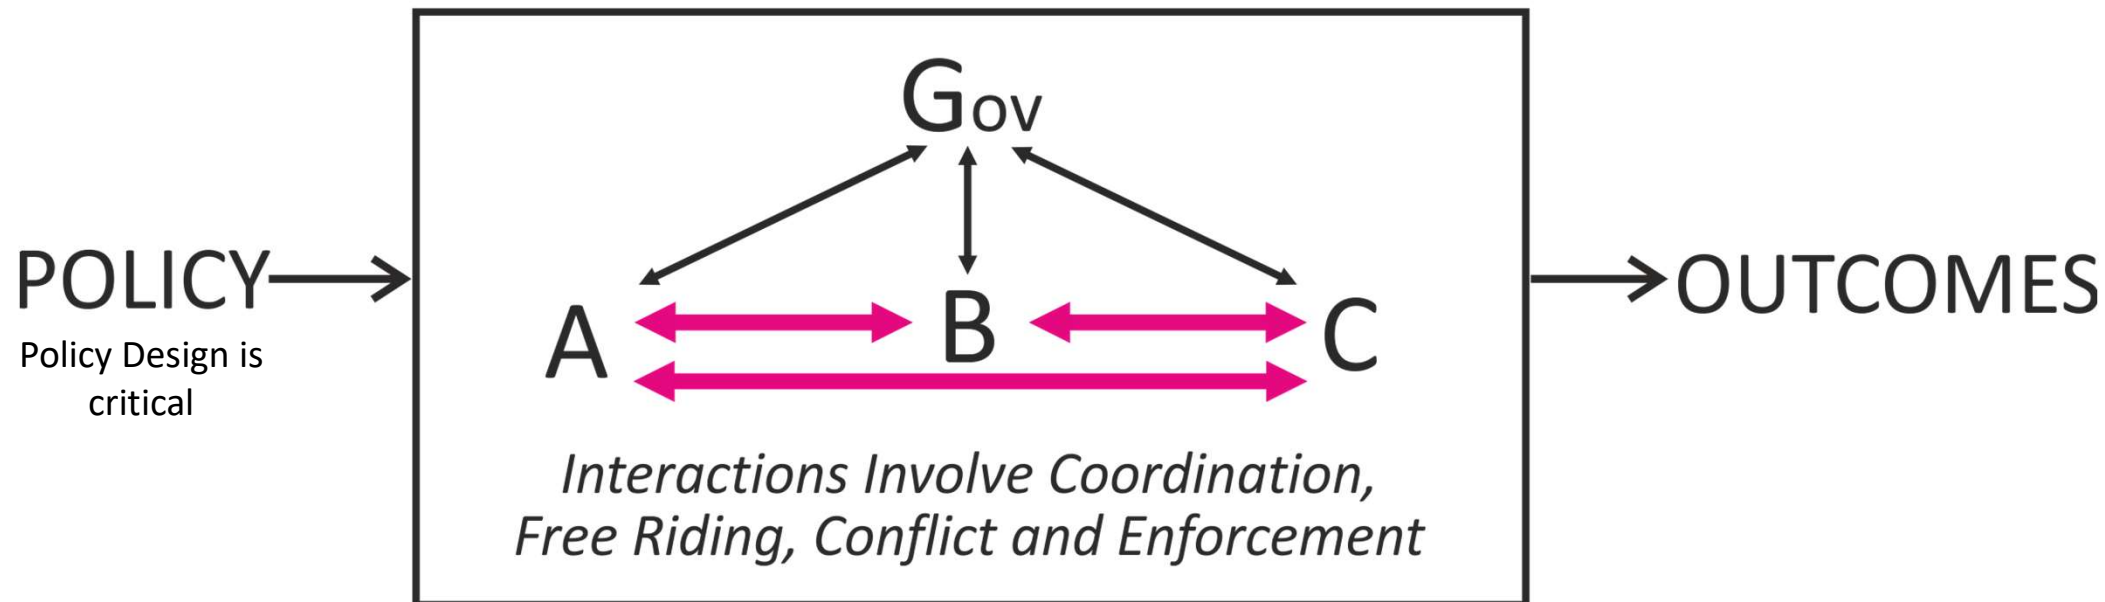 Gov
POLICY
Policy Design is
critical
A
B
C
OUTCOMES
Interactions Involve Coordination,
Free Riding, Conflict and Enforcement